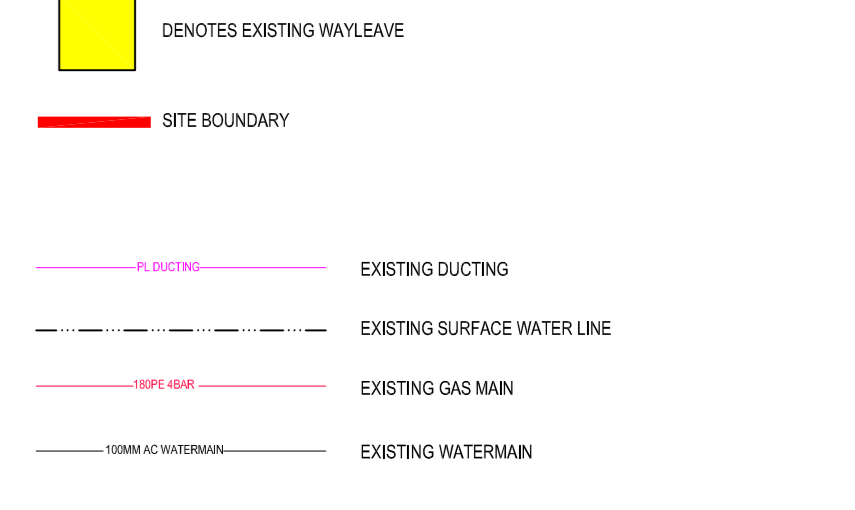 DENOTES EXISTING WAYLEAVE
SITE BOUNDARY
PL DUCTING
EXISTING DUCTING
EXISTING SURFACE WATER LINE
180PE 4BAR
EXISTING GAS MAIN
100MM AC WATERMAIN
EXISTING WATERMAIN